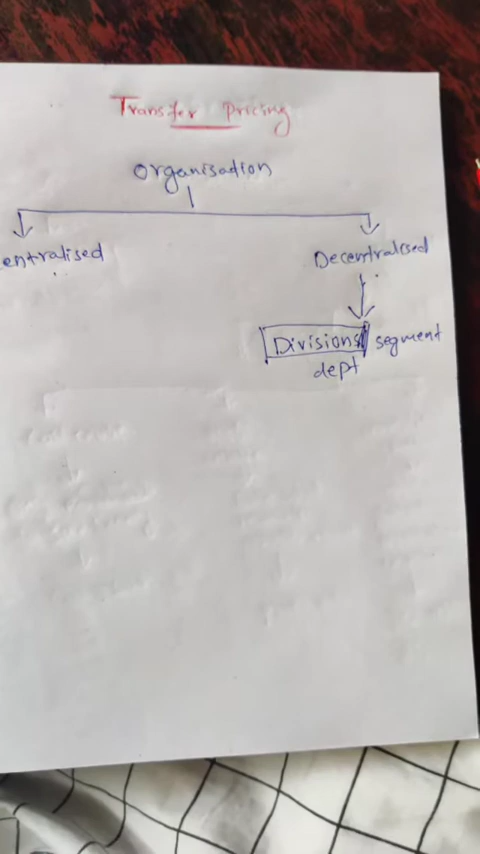 Transfer Pricing
Organisation
entralised
Decentralised
Divisions segment
dept